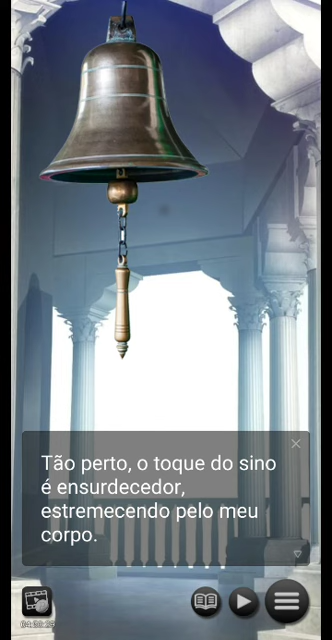 Tão perto, o toque do sino
é ensurdecedor,
estremecendo pelo meu
corpo.